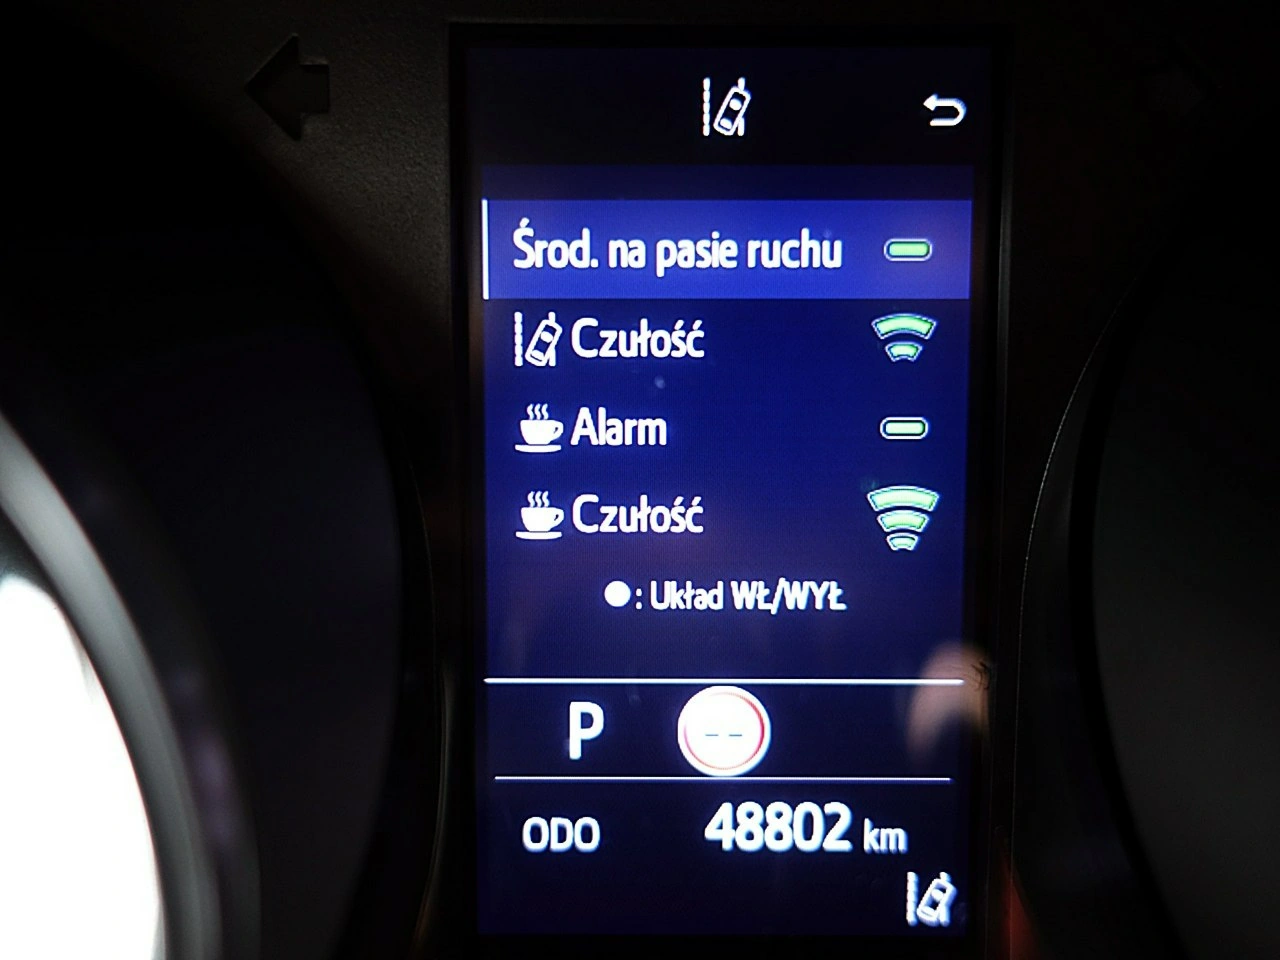 Środ. na pasie ruchu
Czułość
Alarm
Czułość
: Układ WŁ/WYŁ
P
--
ODO 48802 km